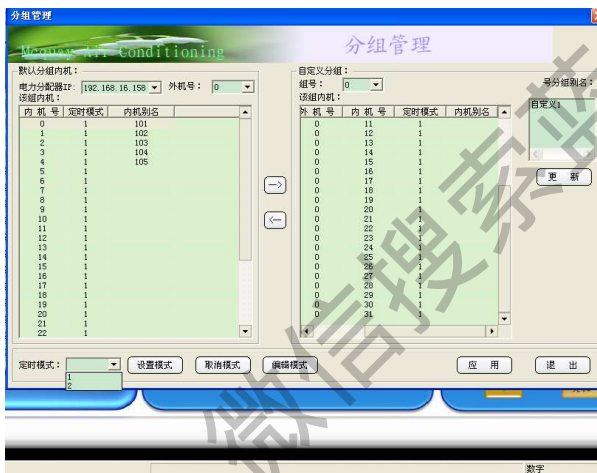 分组管理
Mcquay Air Conditioning
分组管理
默认分组内机：
电力分配器IP: 192.168.16.158 外机号： 0
该组内机：
内 机 号 定时模式 内机别名
0 1 101
1 1 102
2 1 103
3 1 104
4 1 105
5 1
6 1
7 1
8 1
9 1
10 1
11 1
12 1
13 1
14 1
15 1
16 1
17 1
18 1
19 1
20 1
21 1
22 1
—>
<—
自定义分组：
组号： 0
该组内机：
外 机 号 内 机 号 定时模式 内机别名
0 11 1
0 12 1
0 13 1
0 14 1
0 15 1
0 16 1
0 17 1
0 18 1
0 19 1
0 20 1
0 21 1
0 22 1
0 23 1
0 24 1
0 25 1
0 26 1
0 27 1
0 28 1
0 29 1
0 30 1
0 31 1
号分组别名：
自定义1
更 新
定时模式： 设置模式 取消模式 编辑模式 应 用 退 出
1
2
数字
微信搜索蓝